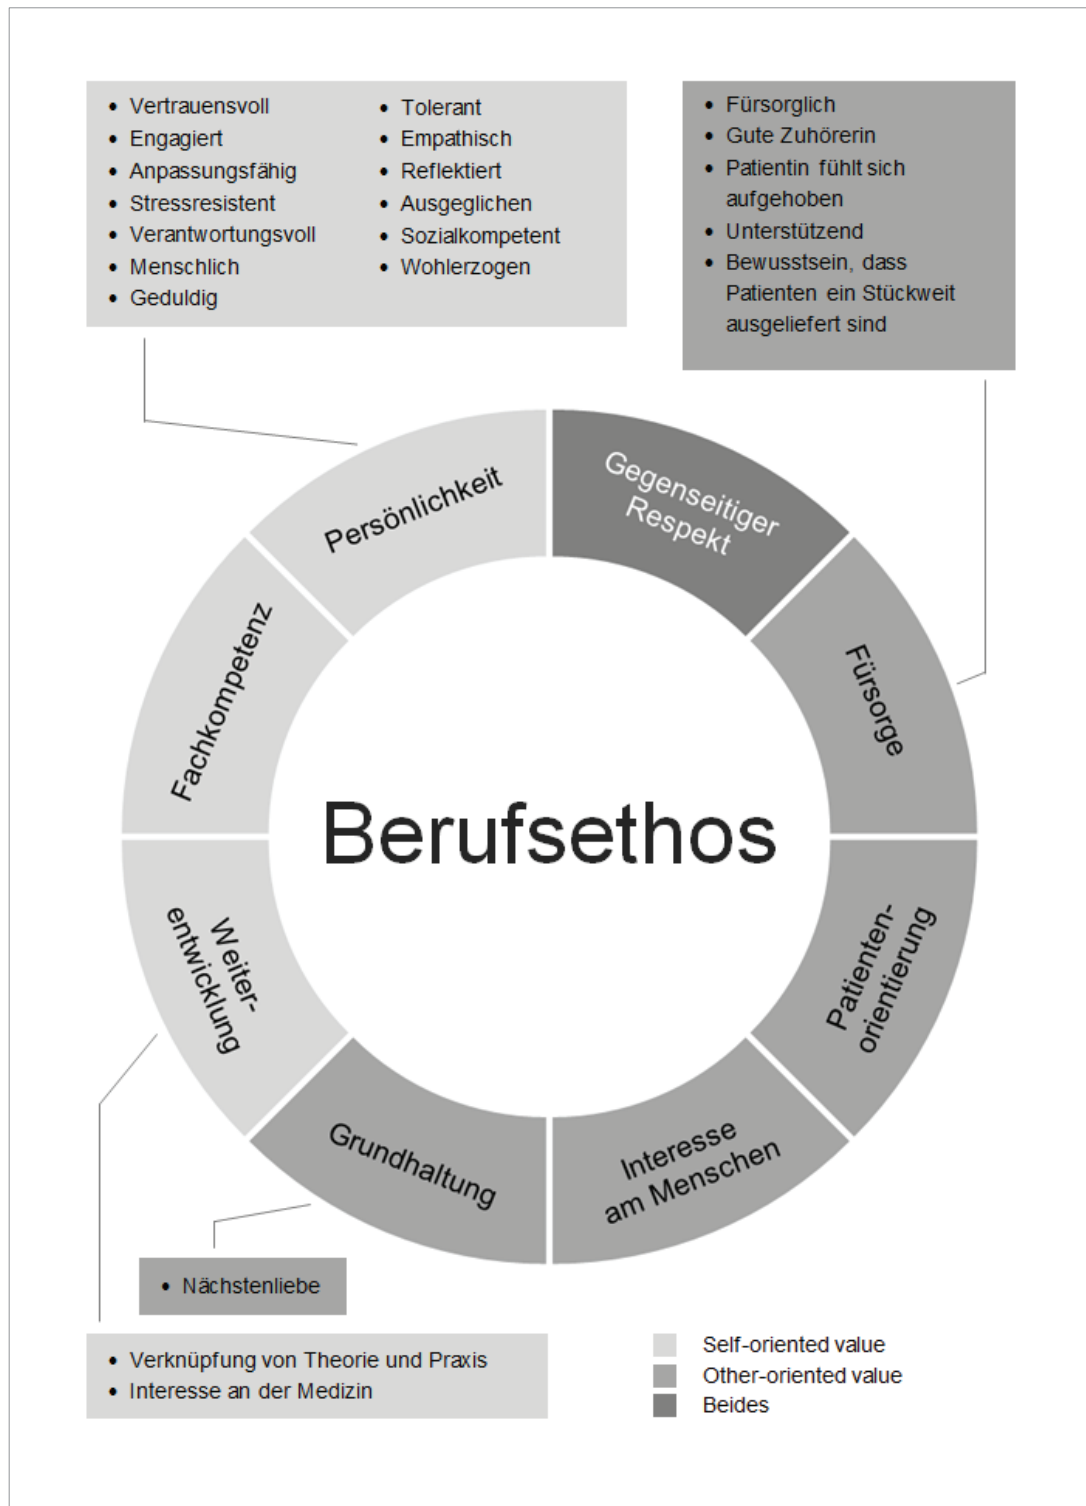 • Vertrauensvoll
• Engagiert
• Anpassungsfähig
• Stressresistent
• Verantwortungsvoll
• Menschlich
• Geduldig
• Tolerant
• Empathisch
• Reflektiert
• Ausgeglichen
• Sozialkompetent
• Wohlerzogen
• Fürsorglich
• Gute Zuhörerin
• Patientin fühlt sich
aufgehoben
• Unterstützend
• Bewusstsein, dass
Patienten ein Stückweit
ausgeliefert sind
Persönlichkeit
Gegenseitiger
Respekt
Fürsorge
Patienten-
orientierung
Interesse
am Menschen
Grundhaltung
Weiter-
entwicklung
Fachkompetenz
Berufsethos
• Nächstenliebe
• Verknüpfung von Theorie und Praxis
• Interesse an der Medizin
Self-oriented value
Other-oriented value
Beides